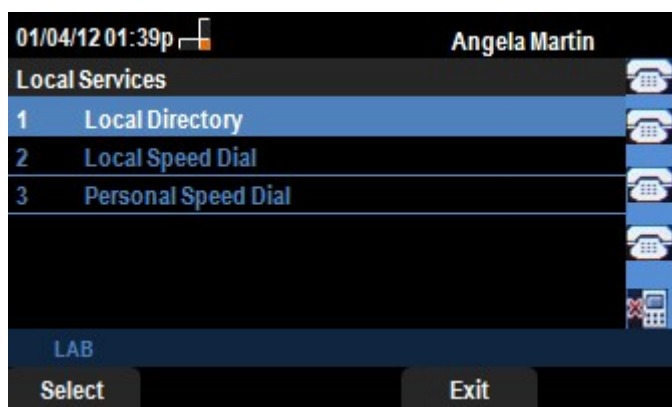 01/04/12 01:39p Angela Martin
Local Services
1 Local Directory
2 Local Speed Dial
3 Personal Speed Dial
LAB
Select Exit